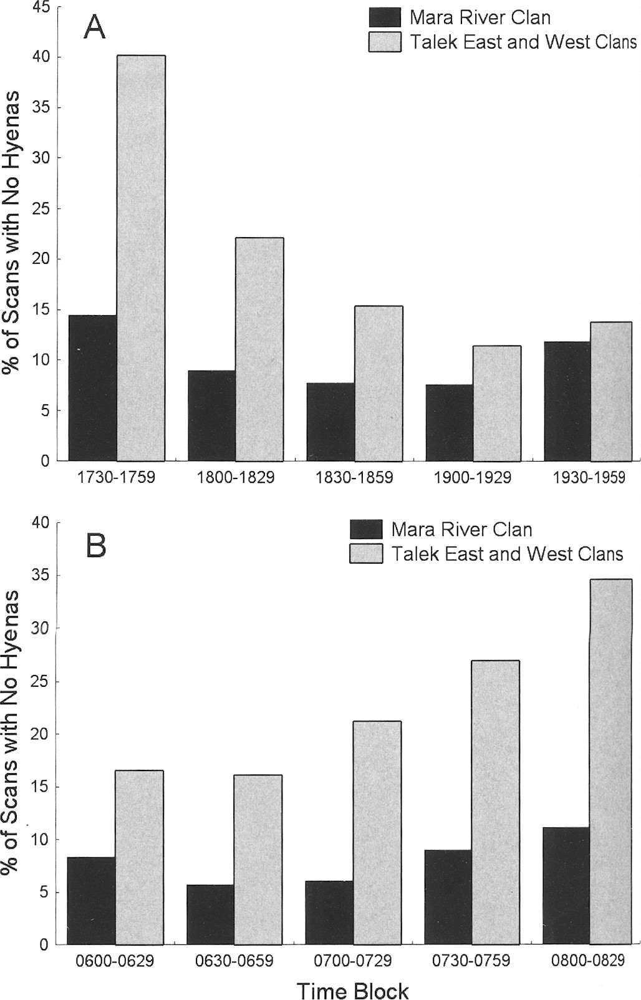 A
Mara River Clan
Talek East and West Clans
% of Scans with No Hyenas
45
40
35
30
25
20
15
10
5
0
1730-1759 1800-1829 1830-1859 1900-1929 1930-1959
B
Mara River Clan
Talek East and West Clans
% of Scans with No Hyenas
40
35
30
25
20
15
10
5
0
0600-0629 0630-0659 0700-0729 0730-0759 0800-0829
Time Block